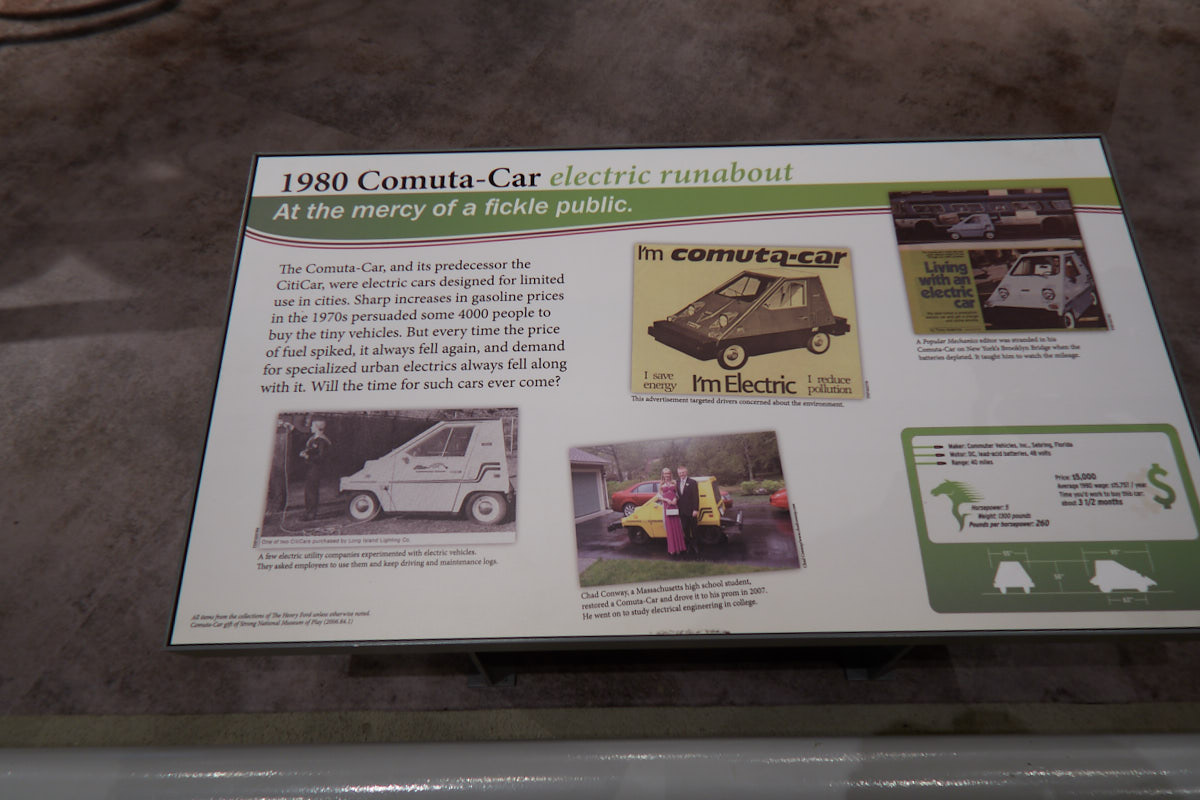 1980 Comuta-Car electric runabout
At the mercy of a fickle public.
The Comuta-Car, and its predecessor the
CitiCar, were electric cars designed for limited
use in cities. Sharp increases in gasoline prices
in the 1970s persuaded some 4000 people to
buy the tiny vehicles. But every time the price
of fuel spiked, it always fell again, and demand
for specialized urban electrics always fell along
with it. Will the time for such cars ever come?
I'm comuta-car
I save
energy
I'm Electric
I reduce
pollution
This advertisement targeted drivers concerned about the environment.
Living
with an
electric
car
A Popular Mechanics editor was stranded in his
Comuta-Car on New York's Brooklyn Bridge when the
batteries depleted. It taught him to watch the mileage.
One of two CitiCars purchased by Long Island Lighting Co.
A few electric utility companies experimented with electric vehicles.
They asked employees to use them and keep driving and maintenance logs.
Chad Conway, a Massachusetts high school student,
restored a Comuta-Car and drove it to his prom in 2007.
He went on to study electrical engineering in college.
Maker: Commuter Vehicles, Inc., Sebring, Florida
Motor: DC, lead-acid batteries, 48 volts
Range: 40 miles
Price: $5,000
Average 1980 wage: $15,757 / year
Time you'd work to buy this car:
about 3 1/2 months
$
Horsepower: 5
Weight: 1300 pounds
Pounds per horsepower: 260
All items from the collections of The Henry Ford unless otherwise noted.
Comuta-Car gift of Strong National Museum of Play (2006.64.1)